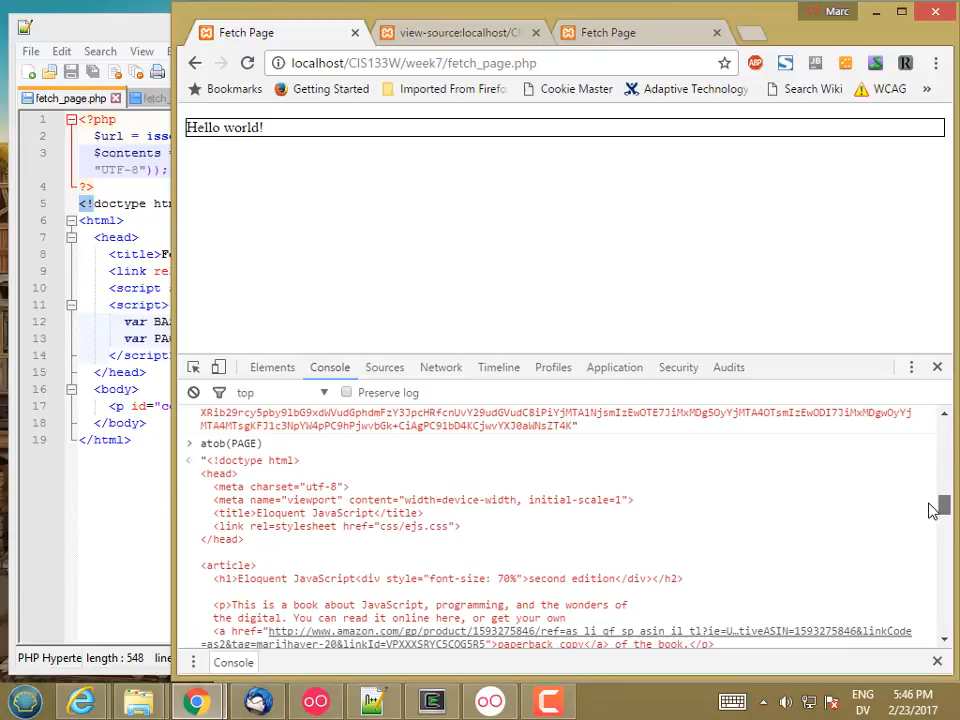 Marc
Fetch Page
view-source:localhost/C
Fetch Page
File Edit Search View
localhost/CIS133W/week7/fetch_page.php
Bookmarks Getting Started Imported From Firefo Cookie Master Adaptive Technology Search Wiki WCAG »
fetch_page.php fetch_
Hello world!
1 <?php
2 $url = isse
3 $contents =
"UTF-8"));
4 ?>
5 <!doctype htm
6 <html>
7 <head>
8 <title>Fe
9 <link rel
10 <script s
11 <script>
12 var BA
13 var PA
14 </script
15 </head>
16 <body>
17 <p id="c
18 </body>
19 </html>
Elements Console Sources Network Timeline Profiles Application Security Audits
top Preserve log
MTA4MTsgKFJlc3NpYW4pPC9hPjwvbGk+CiAgPC91bD4KCjwvYXJ0aWNsZT4K"
> atob(PAGE)
"<!doctype html>
<head>
<meta charset="utf-8">
<meta name="viewport" content="width=device-width, initial-scale=1">
<title>Eloquent JavaScript</title>
<link rel=stylesheet href="css/ejs.css">
</head>
<article>
<h1>Eloquent JavaScript<div style="font-size: 70%">second edition</div></h2>
<p>This is a book about JavaScript, programming, and the wonders of
the digital. You can read it online here, or get your own
<a href="http://www.amazon.com/gp/product/1593275846/ref=as_li_qf_sp_asin_il_tl?ie=U…tiveASIN=1593275846&linkCode
=as2&tag=marijhaver-20&linkId=VPXXXSRYC5COG5R5">paperback copy</a> of the book.</p>
Console
PHP Hyperte length : 548 line
ENG
DV
5:46 PM
2/23/2017